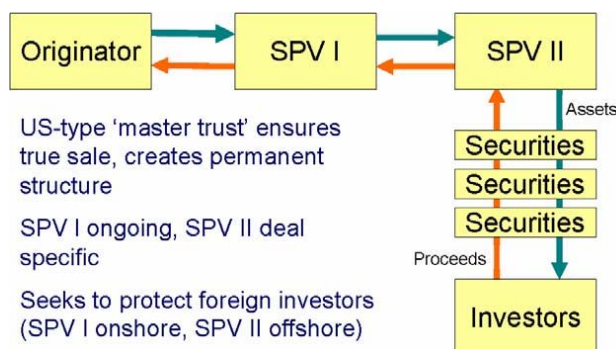 Originator
SPV I
SPV II
Assets
US-type ‘master trust’ ensures
true sale, creates permanent
structure
Securities
Securities
SPV I ongoing, SPV II deal
specific
Securities
Proceeds
Seeks to protect foreign investors
(SPV I onshore, SPV II offshore)
Investors